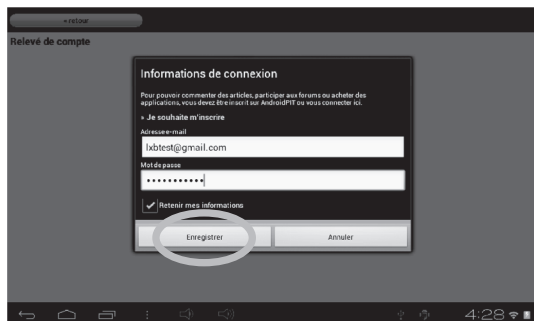 « retour
Relevé de compte
Informations de connexion
Pour pouvoir commenter des articles, participer aux forums ou acheter des
applications, vous devez être inscrit sur AndroidPIT ou vous connecter ici.
» Je souhaite m'inscrire
Adresse e-mail
lxbtest@gmail.com
Mot de passe
•••••••••••
Retenir mes informations
Enregistrer
Annuler
4:28